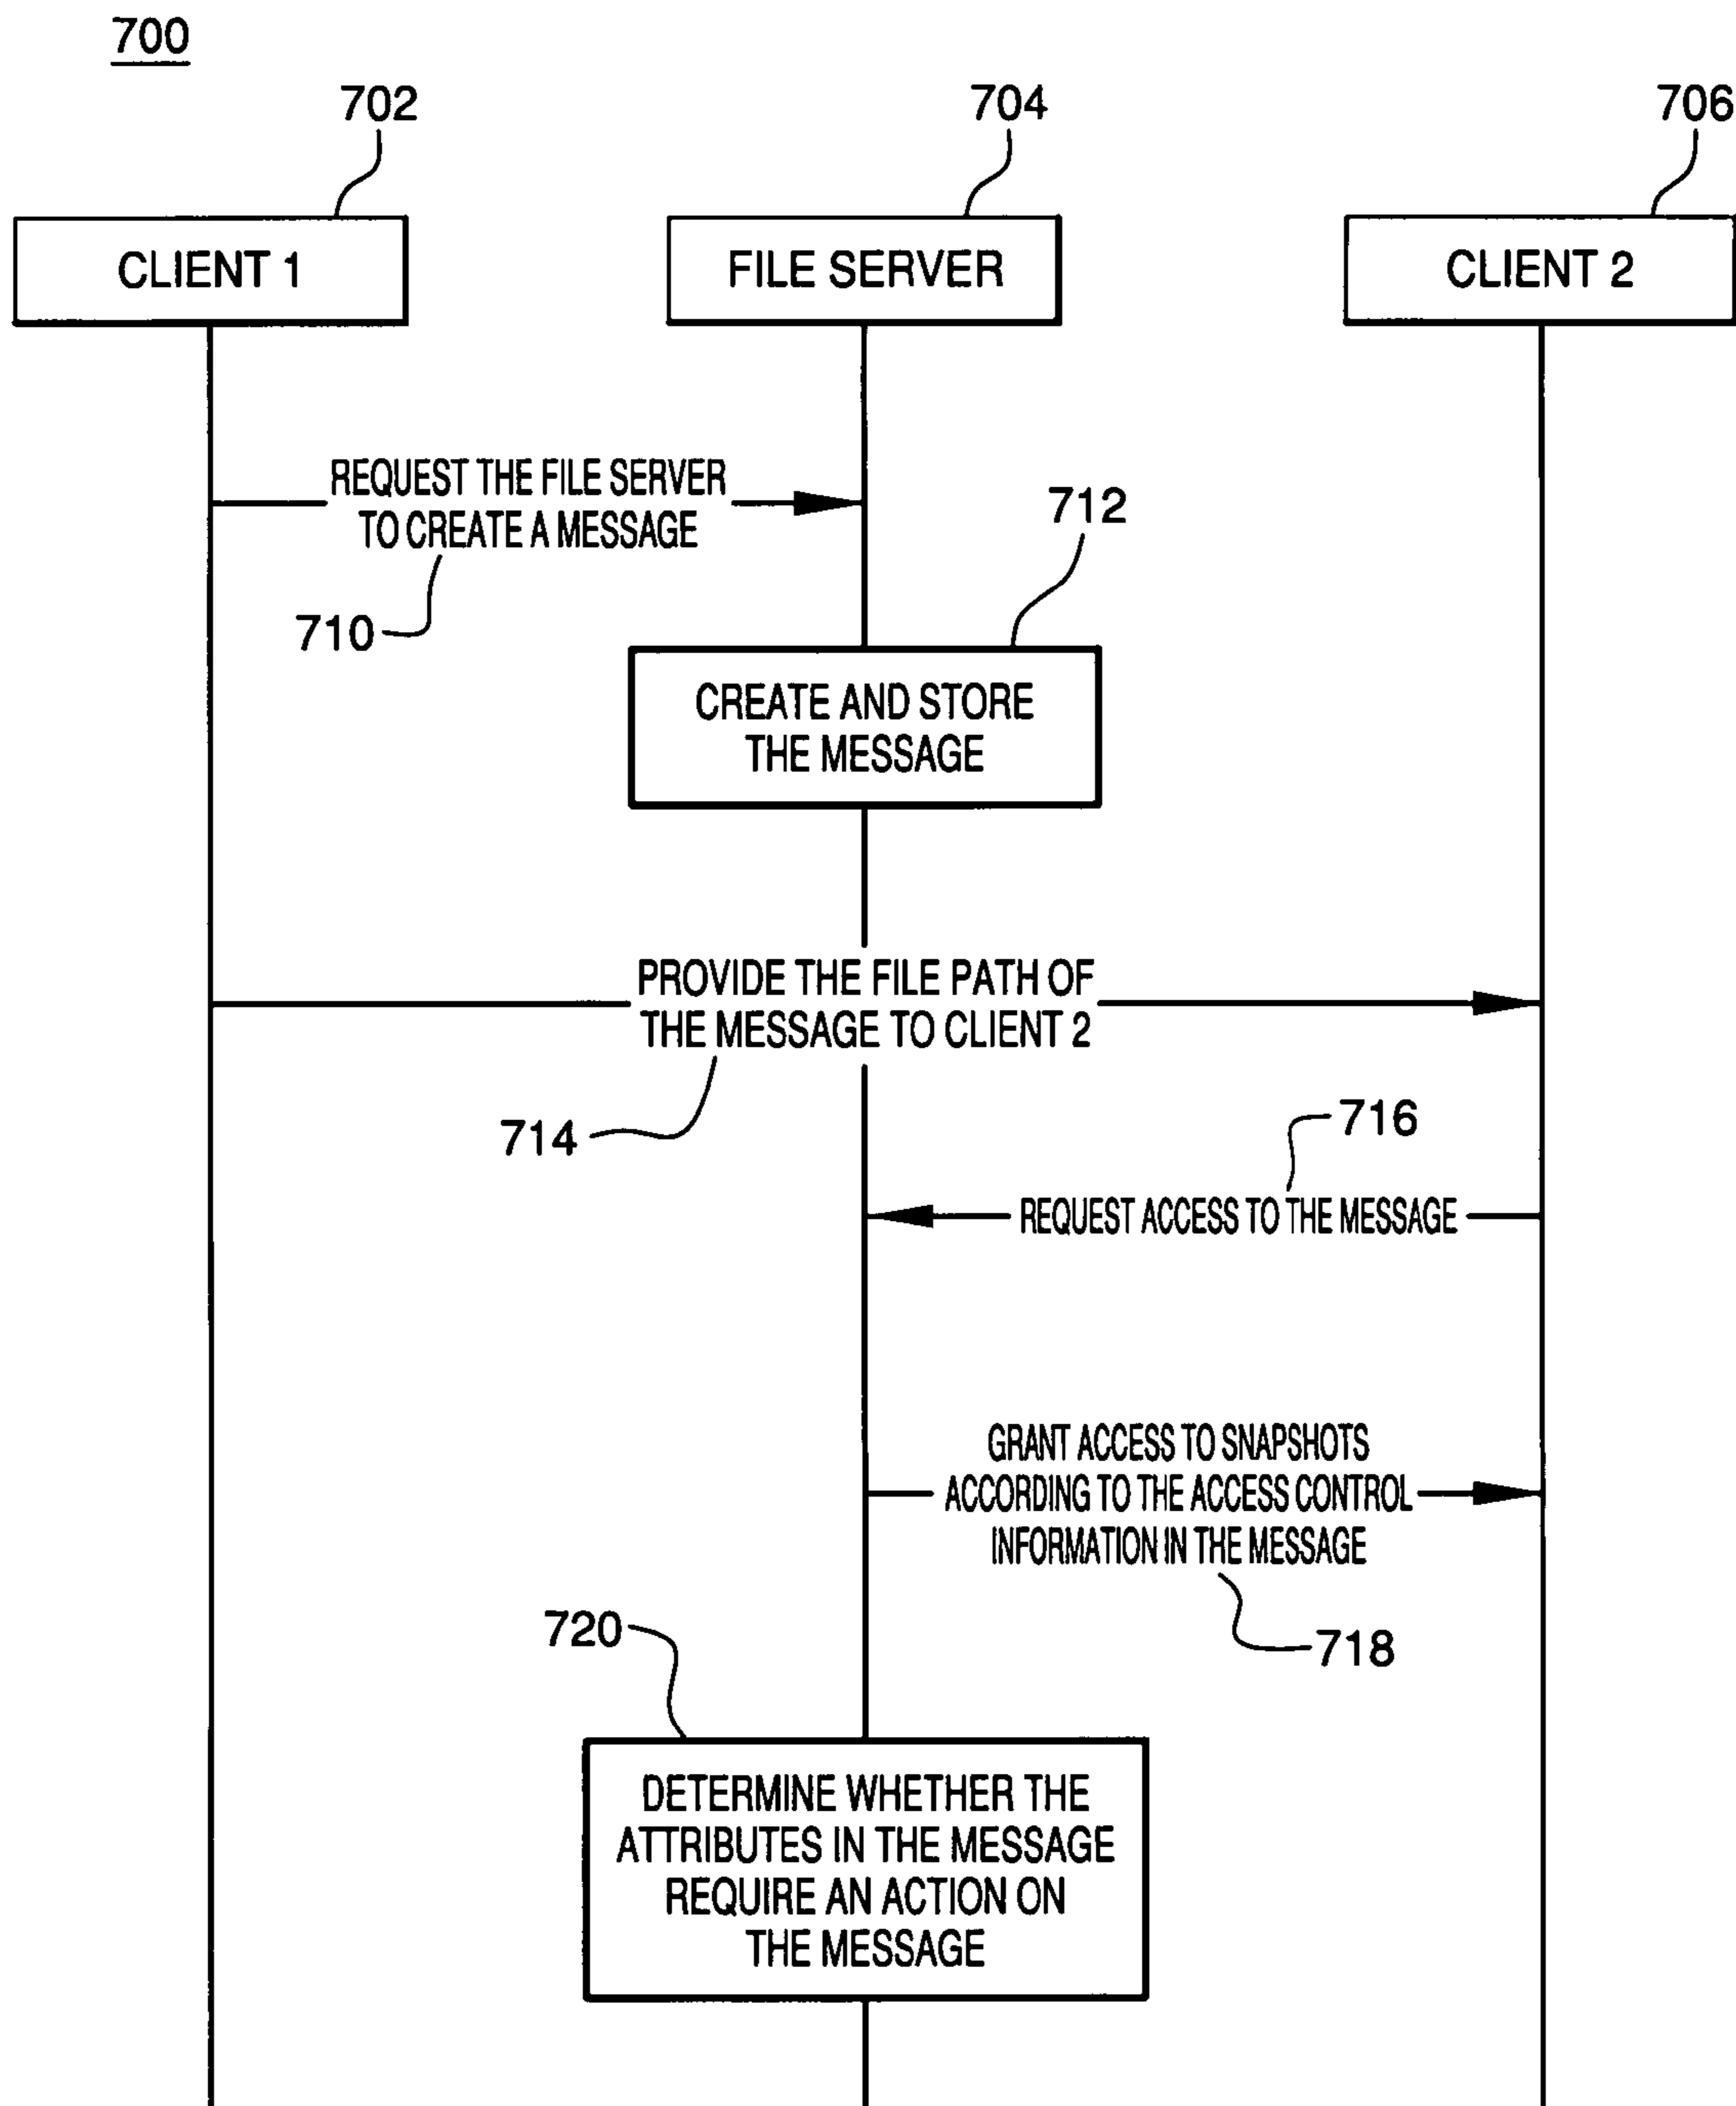 700
702
704
706
CLIENT 1
FILE SERVER
CLIENT 2
REQUEST THE FILE SERVER
TO CREATE A MESSAGE
710
712
CREATE AND STORE
THE MESSAGE
PROVIDE THE FILE PATH OF
THE MESSAGE TO CLIENT 2
714
716
REQUEST ACCESS TO THE MESSAGE
GRANT ACCESS TO SNAPSHOTS
ACCORDING TO THE ACCESS CONTROL
INFORMATION IN THE MESSAGE
718
720
DETERMINE WHETHER THE
ATTRIBUTES IN THE MESSAGE
REQUIRE AN ACTION ON
THE MESSAGE